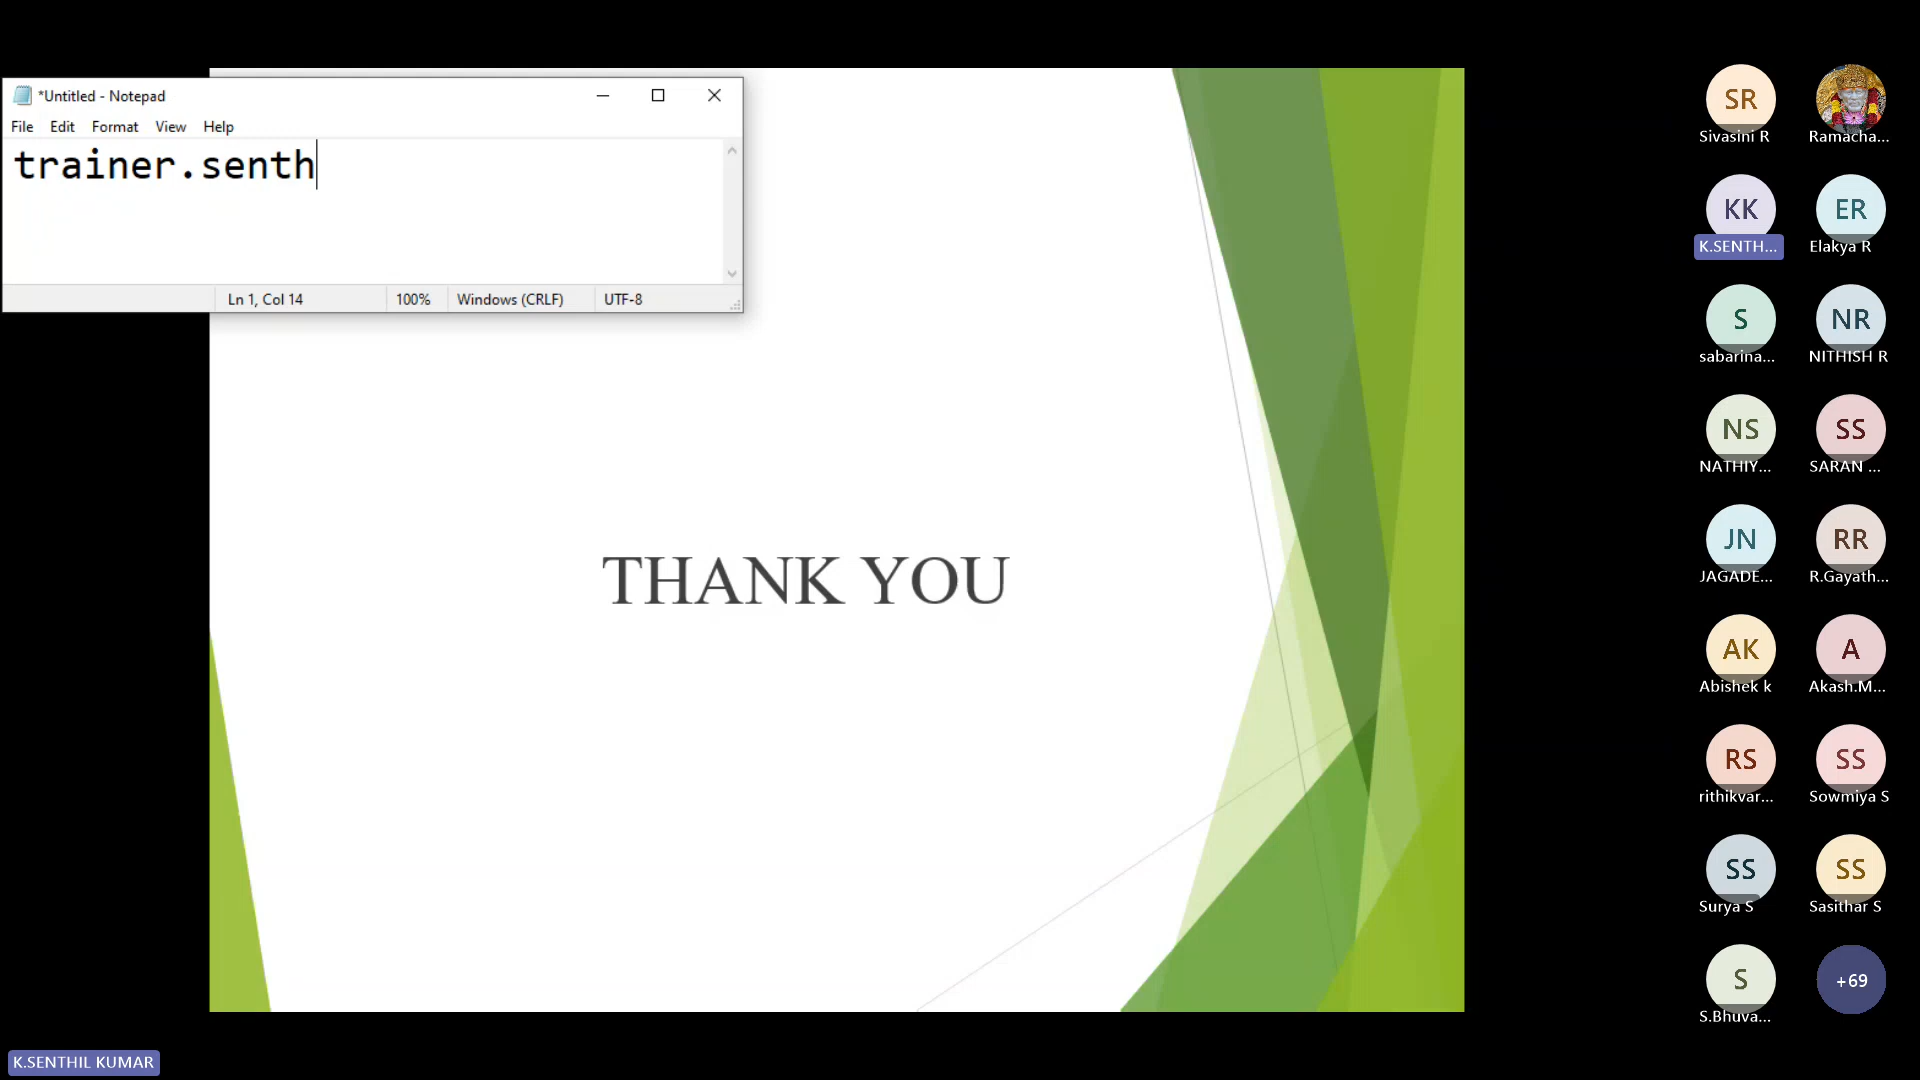 *Untitled - Notepad
File Edit Format View Help
trainer.senth
Ln 1, Col 14 100% Windows (CRLF) UTF-8
THANK YOU
SR
Sivasini R
Ramacha...
KK
K.SENTH...
ER
Elakya R
S
sabarina...
NR
NITHISH R
NS
NATHIY...
SS
SARAN ...
JN
JAGADE...
RR
R.Gayath...
AK
Abishek k
A
Akash.M...
RS
rithikvar...
SS
Sowmiya S
SS
Surya S
SS
Sasithar S
S
S.Bhuva...
+69
K.SENTHIL KUMAR